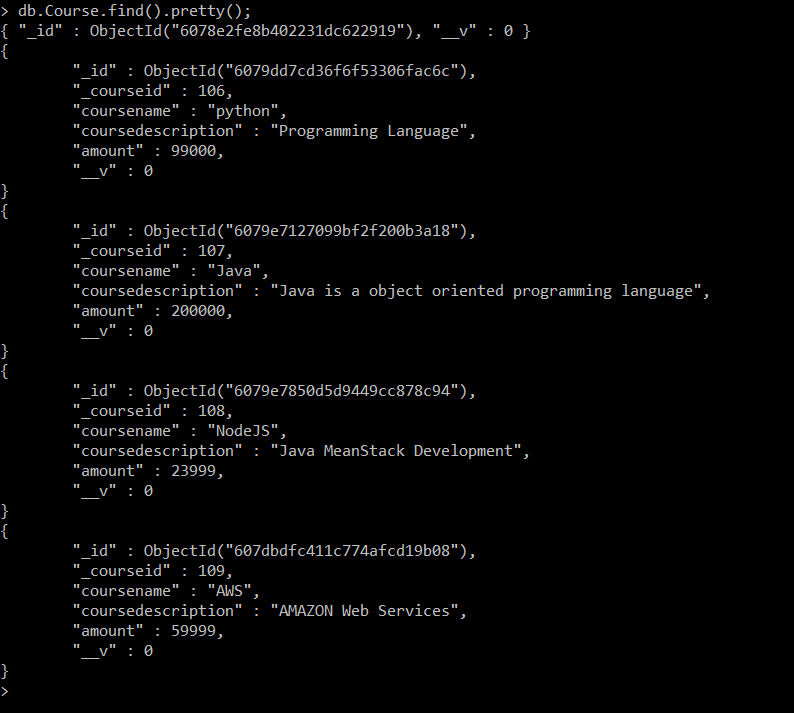 > db.Course.find().pretty();
{ "_id" : ObjectId("6078e2fe8b402231dc622919"), "__v" : 0 }
{
        "_id" : ObjectId("6079dd7cd36f6f53306fac6c"),
        "_courseid" : 106,
        "coursename" : "python",
        "coursedescription" : "Programming Language",
        "amount" : 99000,
        "__v" : 0
}
{
        "_id" : ObjectId("6079e7127099bf2f200b3a18"),
        "_courseid" : 107,
        "coursename" : "Java",
        "coursedescription" : "Java is a object oriented programming language",
        "amount" : 200000,
        "__v" : 0
}
{
        "_id" : ObjectId("6079e7850d5d9449cc878c94"),
        "_courseid" : 108,
        "coursename" : "NodeJS",
        "coursedescription" : "Java MeanStack Development",
        "amount" : 23999,
        "__v" : 0
}
{
        "_id" : ObjectId("607dbdfc411c774afcd19b08"),
        "_courseid" : 109,
        "coursename" : "AWS",
        "coursedescription" : "AMAZON Web Services",
        "amount" : 59999,
        "__v" : 0
}
>